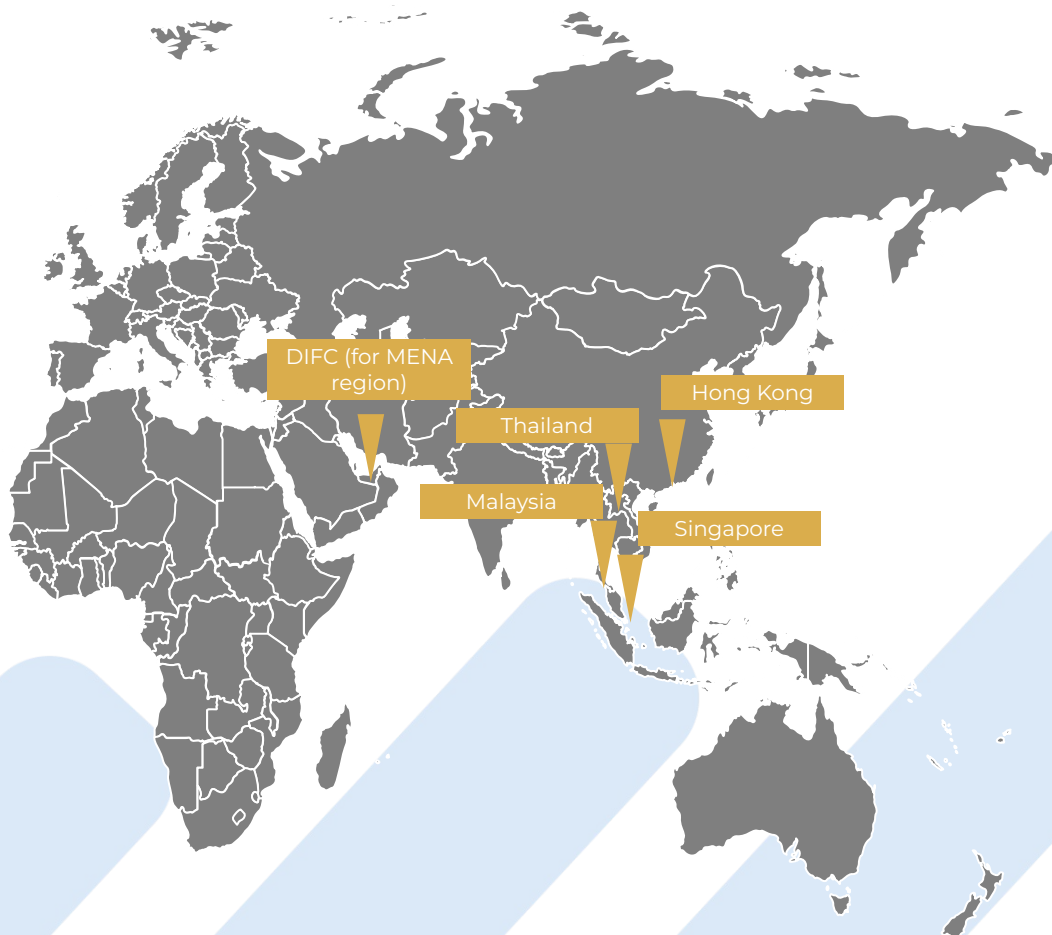 DIFC (for MENA
region)
Hong Kong
Thailand
Malaysia
Singapore